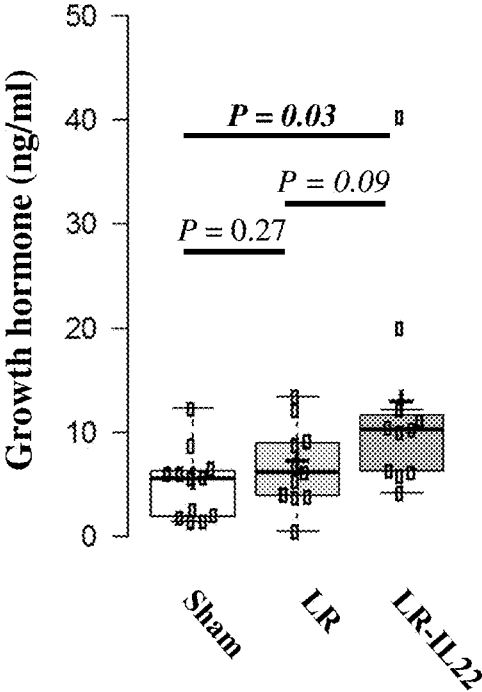 50
40
30
20
10
0
Growth hormone (ng/ml)
P = 0.03
P = 0.09
P = 0.27
Sham
LR
LR-IL22